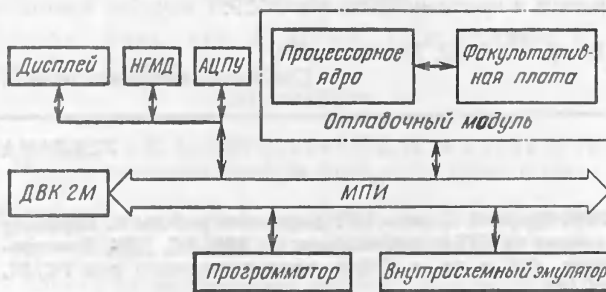 Дисплей
НГМД
АЦПУ
Процессорное
ядро
Факультатив-
ная плата
Отладочный модуль
ДВК 2М
МПИ
Программатор
Внутрисхемный эмулятор